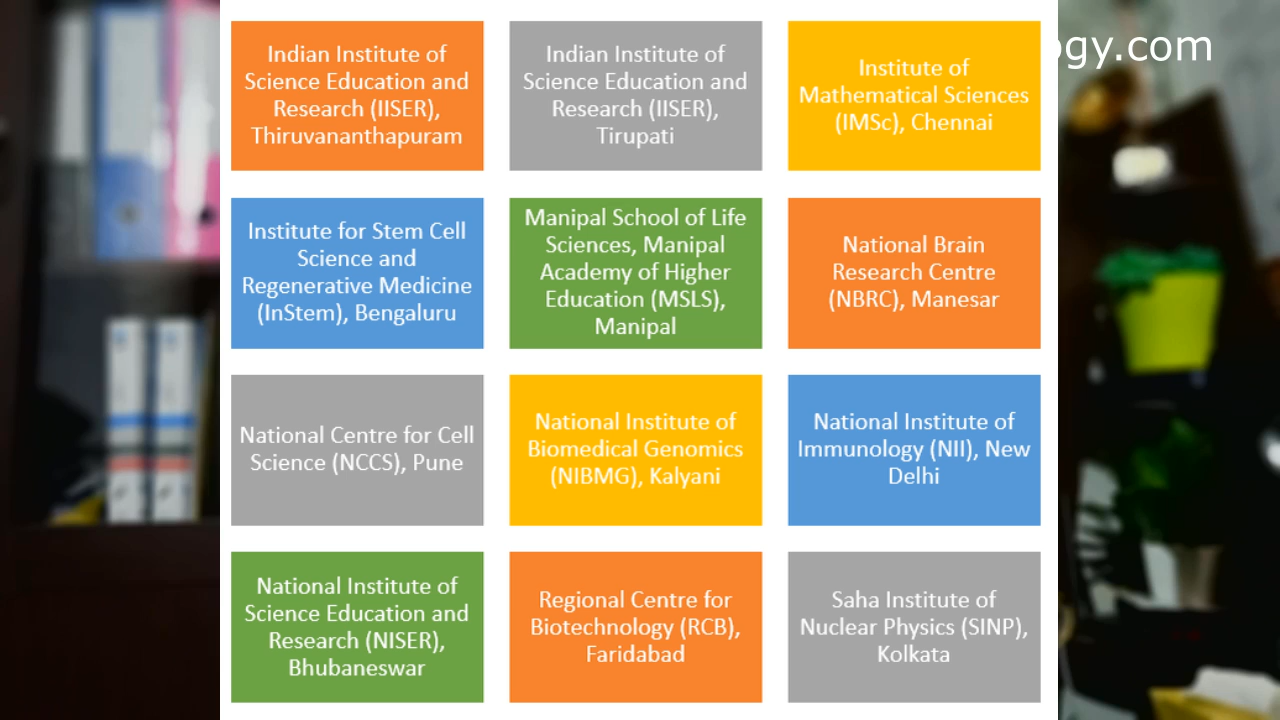 Indian Institute of
Science Education and
Research (IISER),
Thiruvananthapuram
Indian Institute of
Science Education and
Research (IISER),
Tirupati
Institute of
Mathematical Sciences
(IMSc), Chennai
ogy.com
Institute for Stem Cell
Science and
Regenerative Medicine
(InStem), Bengaluru
Manipal School of Life
Sciences, Manipal
Academy of Higher
Education (MSLS),
Manipal
National Brain
Research Centre
(NBRC), Manesar
National Centre for Cell
Science (NCCS), Pune
National Institute of
Biomedical Genomics
(NIBMG), Kalyani
National Institute of
Immunology (NII), New
Delhi
National Institute of
Science Education and
Research (NISER),
Bhubaneswar
Regional Centre for
Biotechnology (RCB),
Faridabad
Saha Institute of
Nuclear Physics (SINP),
Kolkata